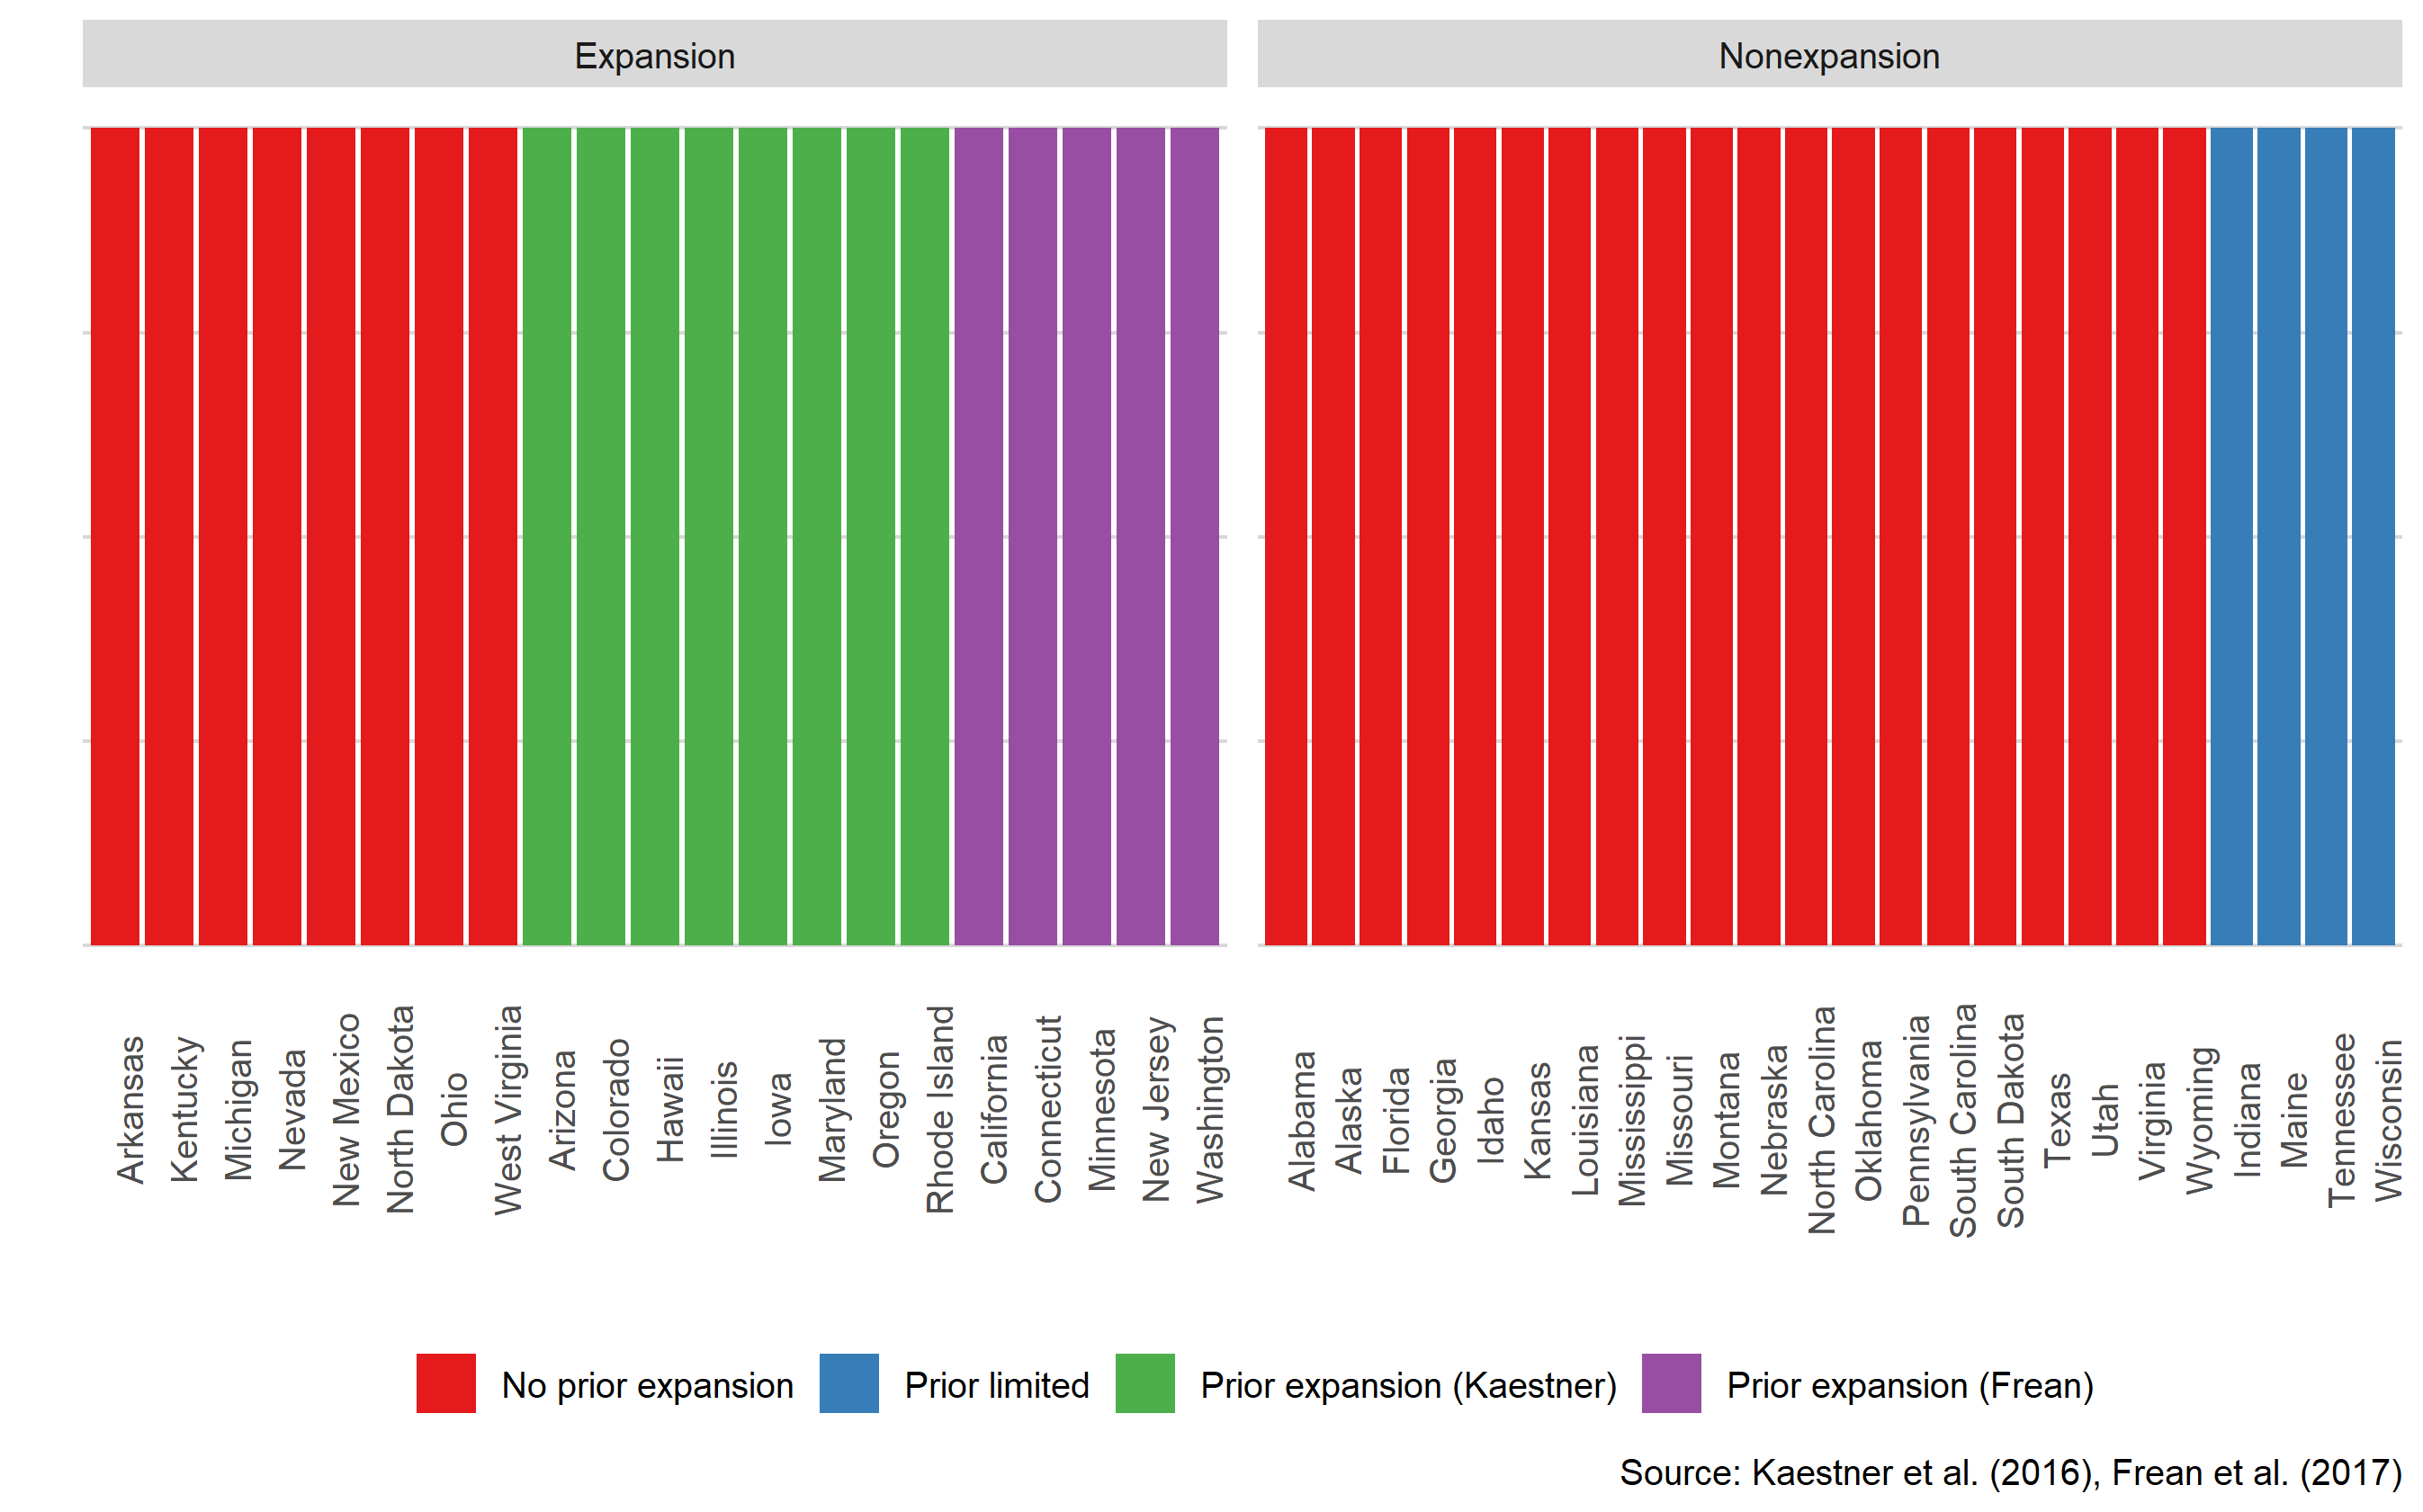 Expansion
Nonexpansion
Arkansas
Kentucky
Michigan
Nevada
New Mexico
North Dakota
Ohio
West Virginia
Arizona
Colorado
Hawaii
Illinois
Iowa
Maryland
Oregon
Rhode Island
California
Connecticut
Minnesota
New Jersey
Washington
Alabama
Alaska
Florida
Georgia
Idaho
Kansas
Louisiana
Mississippi
Missouri
Montana
Nebraska
North Carolina
Oklahoma
Pennsylvania
South Carolina
South Dakota
Texas
Utah
Virginia
Wyoming
Indiana
Maine
Tennessee
Wisconsin
No prior expansion
Prior limited
Prior expansion (Kaestner)
Prior expansion (Frean)
Source: Kaestner et al. (2016), Frean et al. (2017)